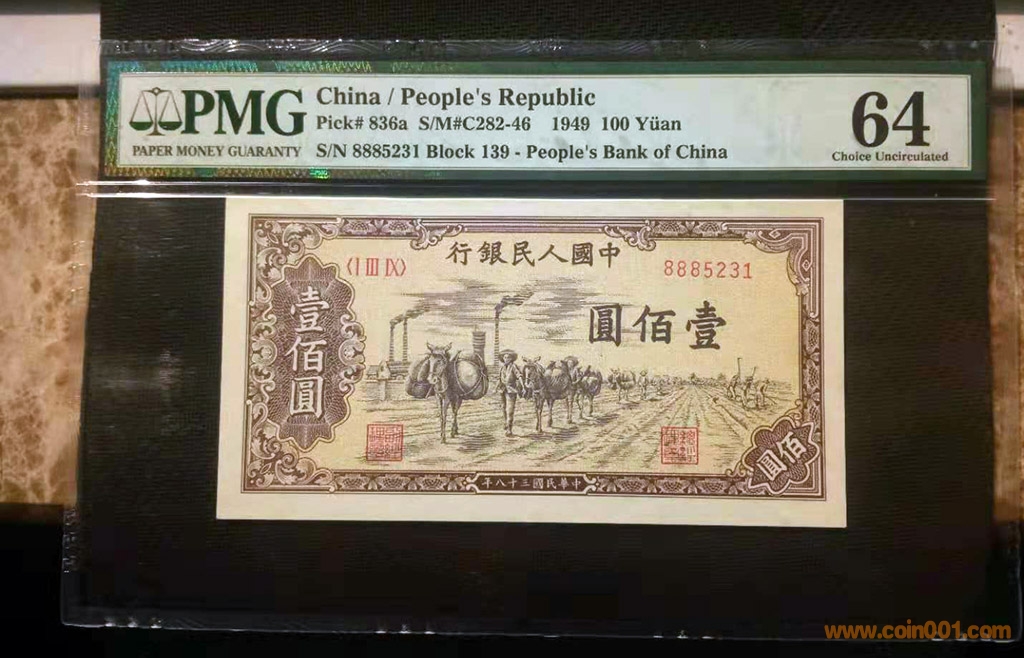 PMG
PAPER MONEY GUARANTY
China / People's Republic
Pick# 836a S/M#C282-46 1949 100 Yüan
S/N 8885231 Block 139 - People's Bank of China
64
Choice Uncirculated
行銀民人國中
〈I III IX〉
8885231
圓佰壹
壹佰圓
佰圓
年八十三國民華中
www.coin001.com